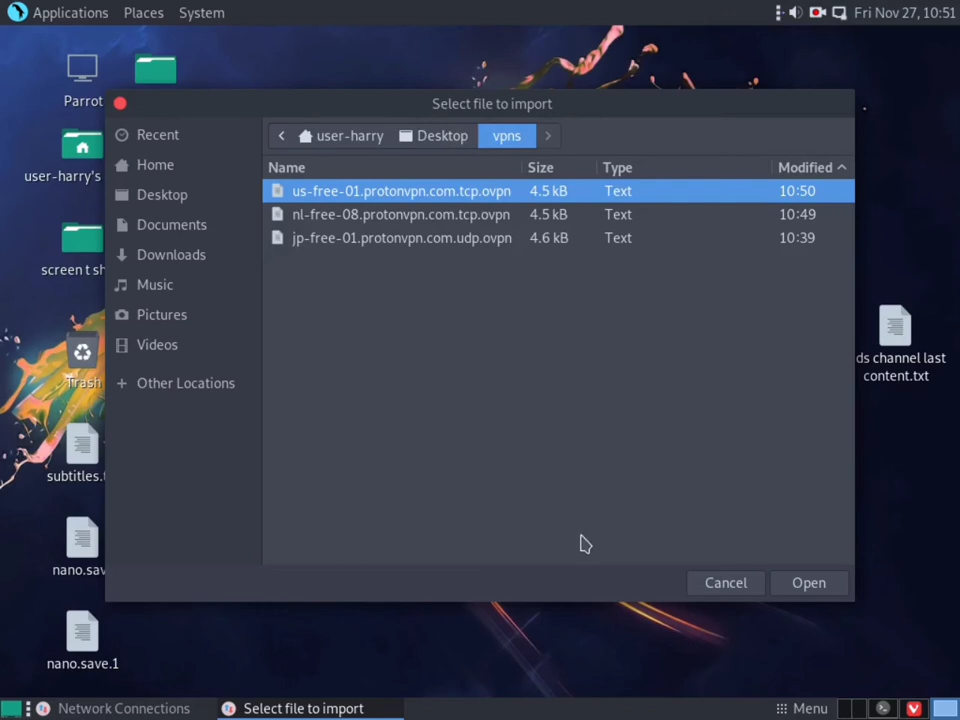 Applications Places System Fri Nov 27, 10:51
Parrot
user-harry's
screen t sh
Trash
subtitles.
nano.sav
nano.save.1
ds channel last
content.txt
Select file to import
Recent
Home
Desktop
Documents
Downloads
Music
Pictures
Videos
Other Locations
user-harry Desktop vpns
Name Size Type Modified
us-free-01.protonvpn.com.tcp.ovpn 4.5 kB Text 10:50
nl-free-08.protonvpn.com.tcp.ovpn 4.5 kB Text 10:49
jp-free-01.protonvpn.com.udp.ovpn 4.6 kB Text 10:39
Cancel Open
Network Connections Select file to import Menu